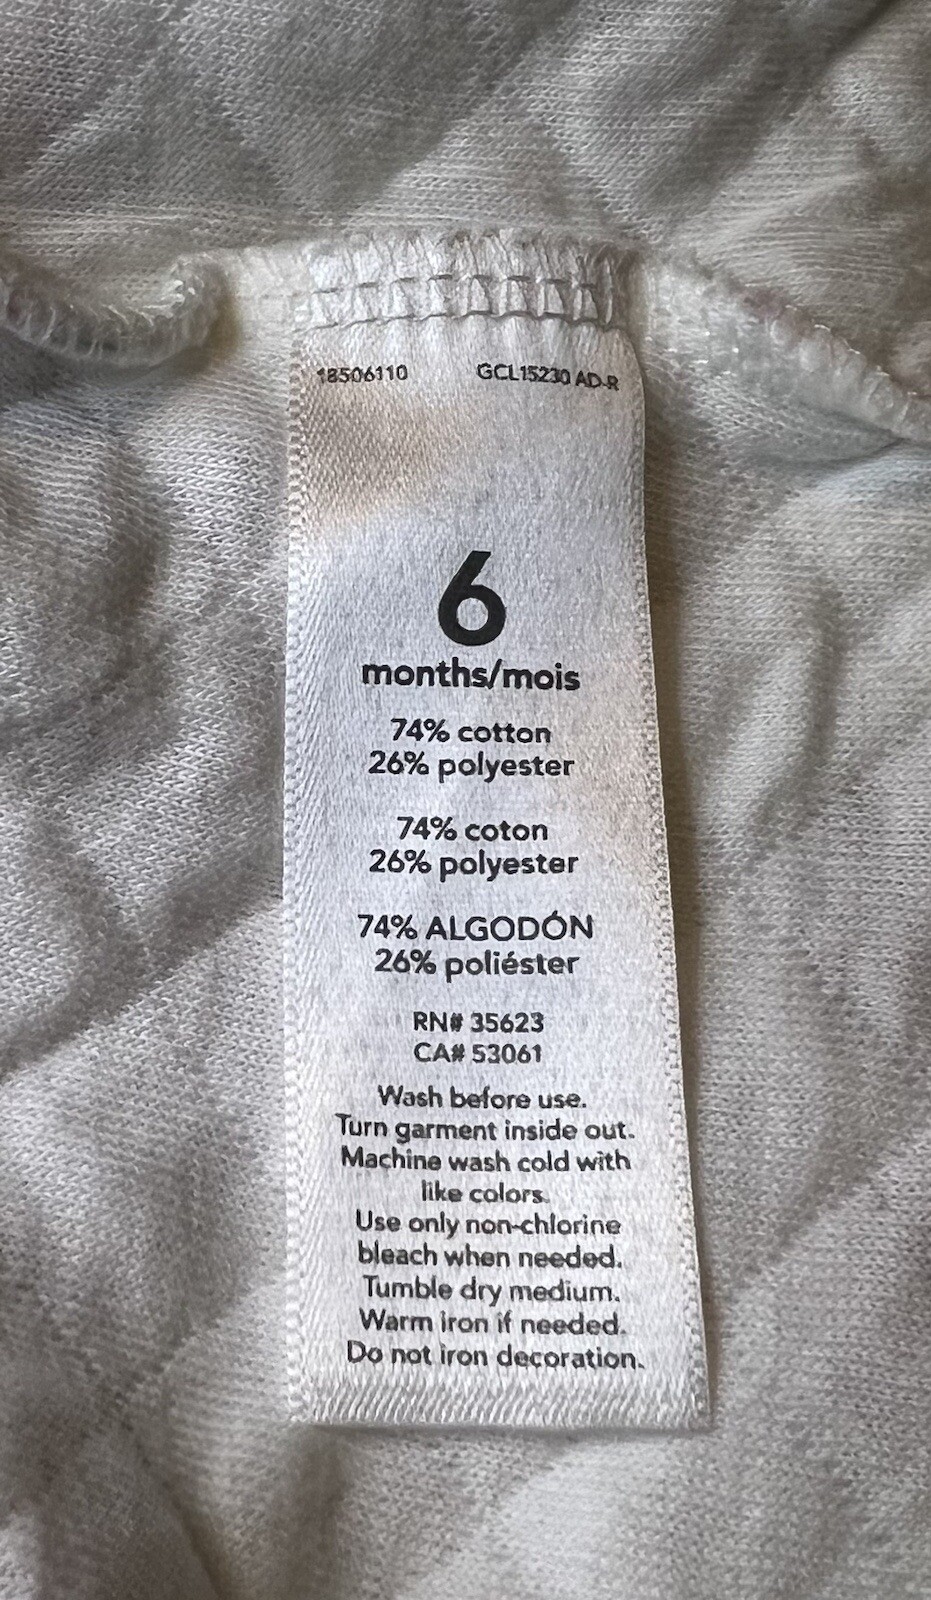 18506110 GCL15230 AD-R
6
months/mois
74% cotton
26% polyester
74% coton
26% polyester
74% ALGODÓN
26% poliéster
RN# 35623
CA# 53061
Wash before use.
Turn garment inside out.
Machine wash cold with
like colors.
Use only non-chlorine
bleach when needed.
Tumble dry medium.
Warm iron if needed.
Do not iron decoration.